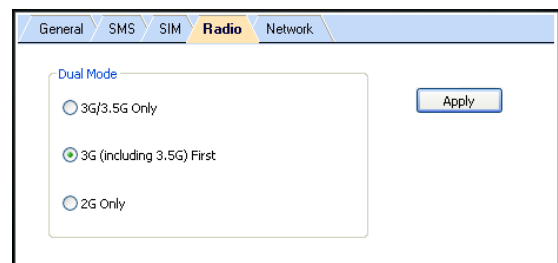 General SMS SIM Radio Network
Dual Mode
3G/3.5G Only
Apply
3G (including 3.5G) First
2G Only